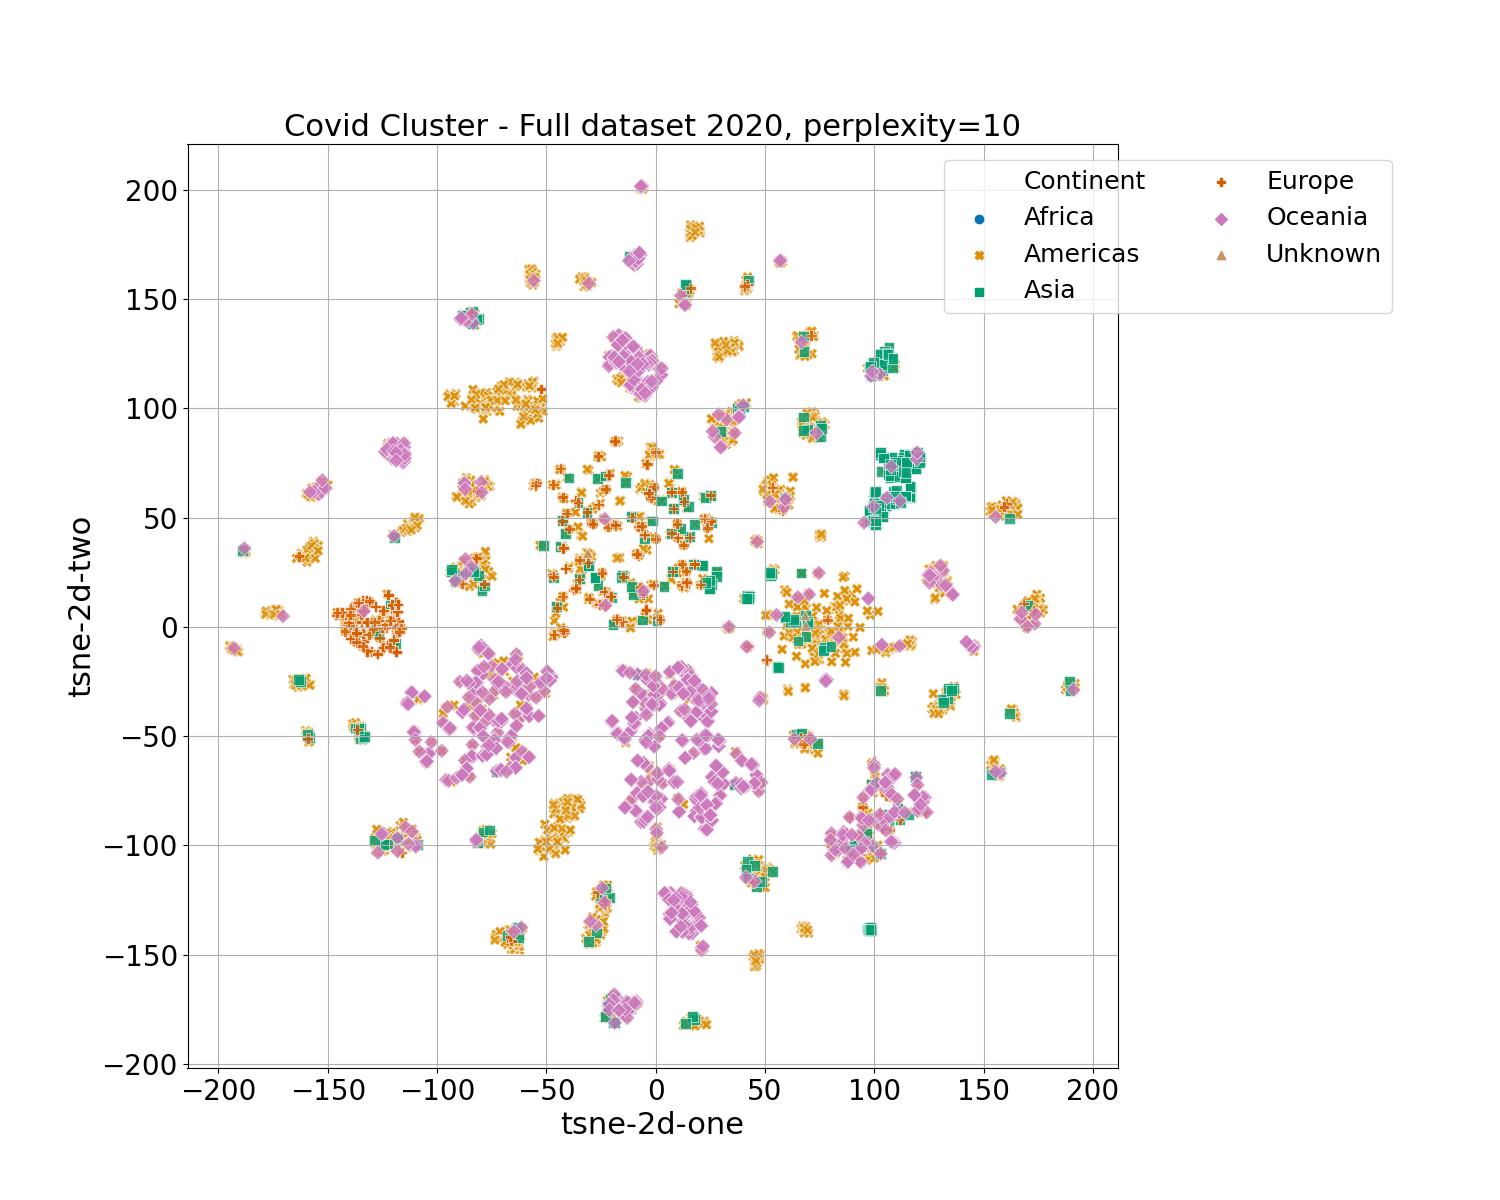 Covid Cluster - Full dataset 2020, perplexity=10
Continent
Africa
Americas
Asia
Europe
Oceania
Unknown
200
150
100
50
0
−50
−100
−150
−200
tsne-2d-two
−200 −150 −100 −50 0 50 100 150 200
tsne-2d-one